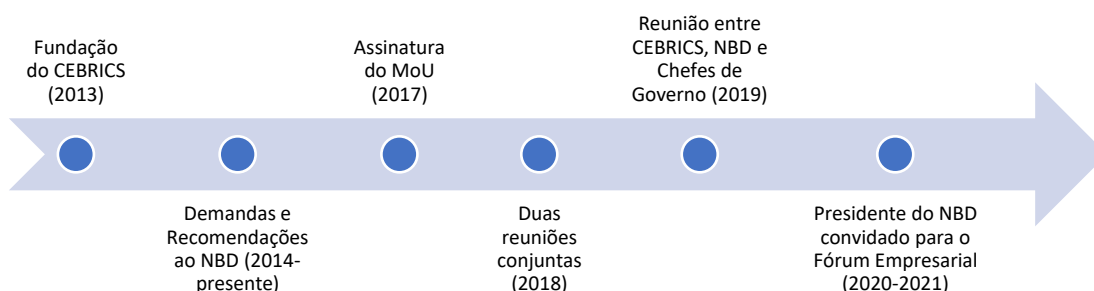 Fundação
do CEBRICS
(2013)
Demandas e
Recomendações
ao NBD (2014-
presente)
Assinatura
do MoU
(2017)
Duas
reuniões
conjuntas
(2018)
Reunião entre
CEBRICS, NBD e
Chefes de
Governo (2019)
Presidente do NBD
convidado para o
Fórum Empresarial
(2020-2021)